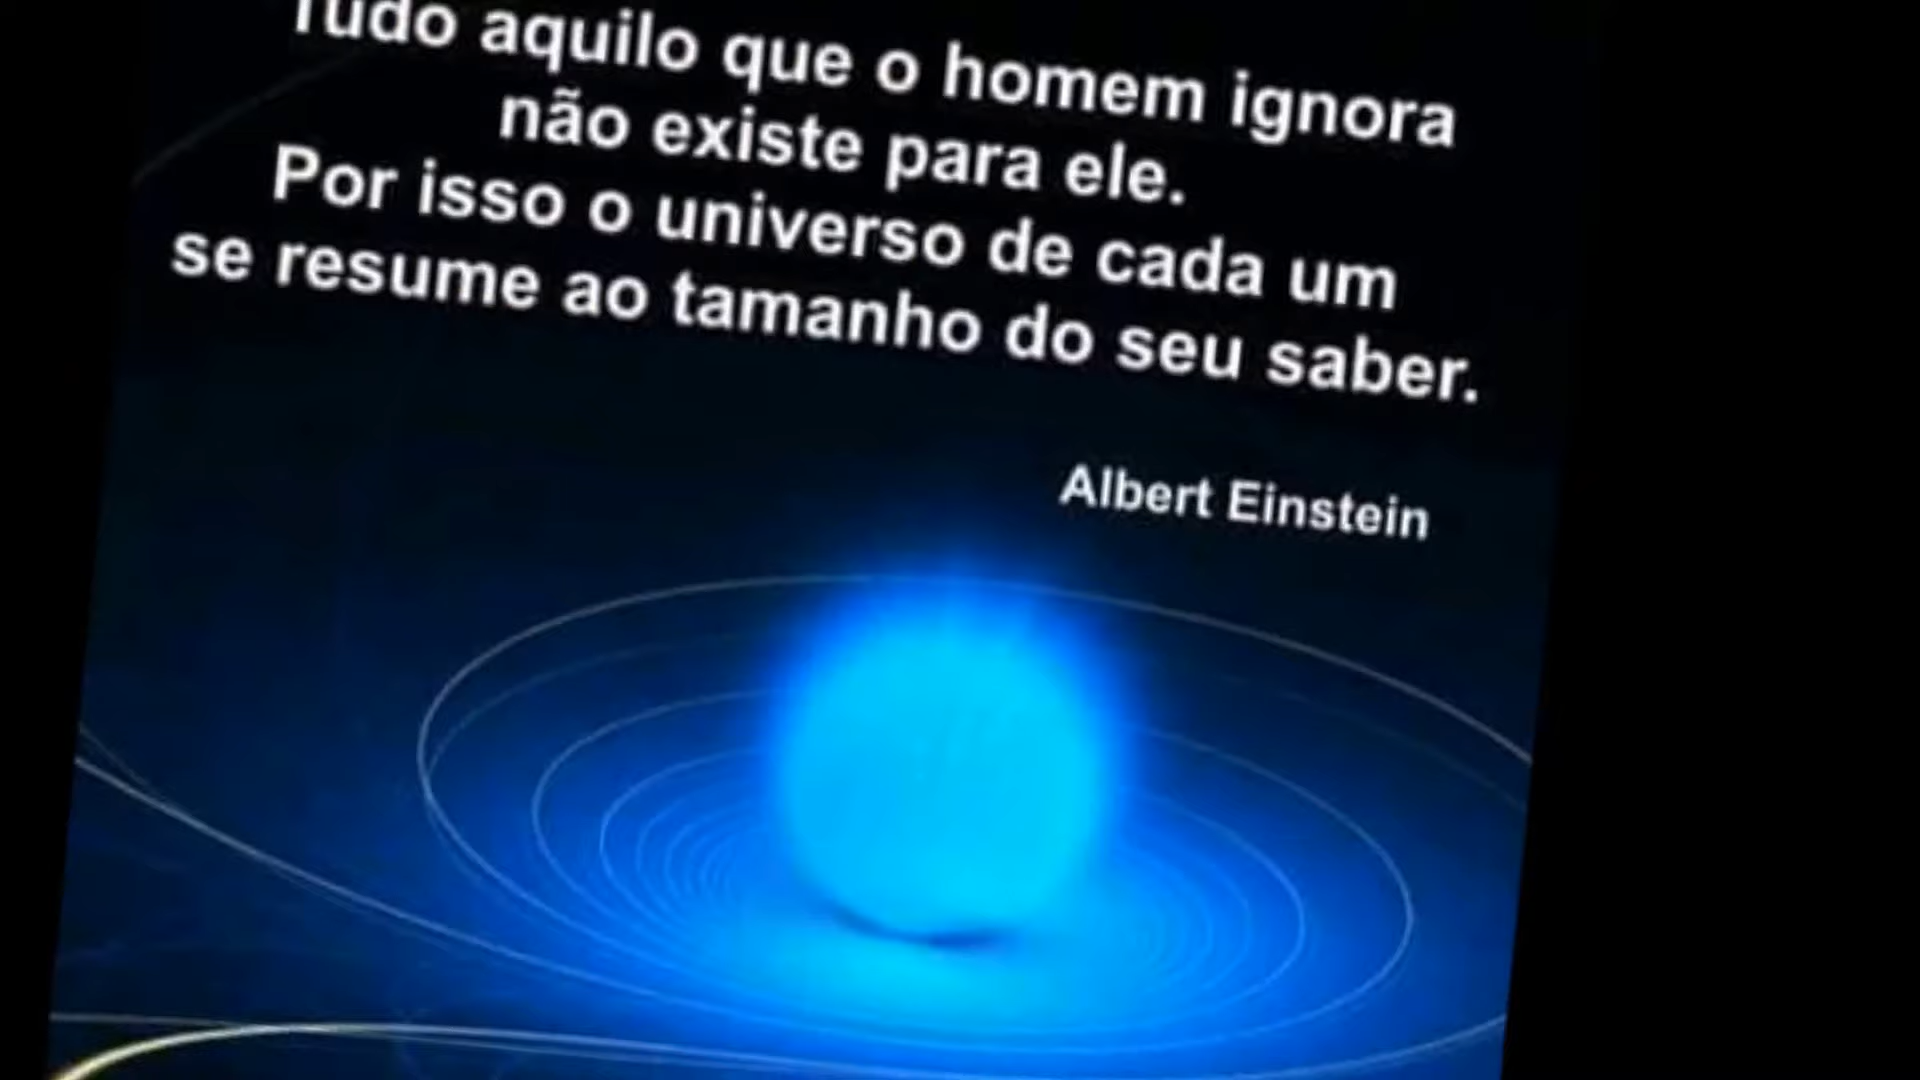 Tudo aquilo que o homem ignora
não existe para ele.
Por isso o universo de cada um
se resume ao tamanho do seu saber.
Albert Einstein